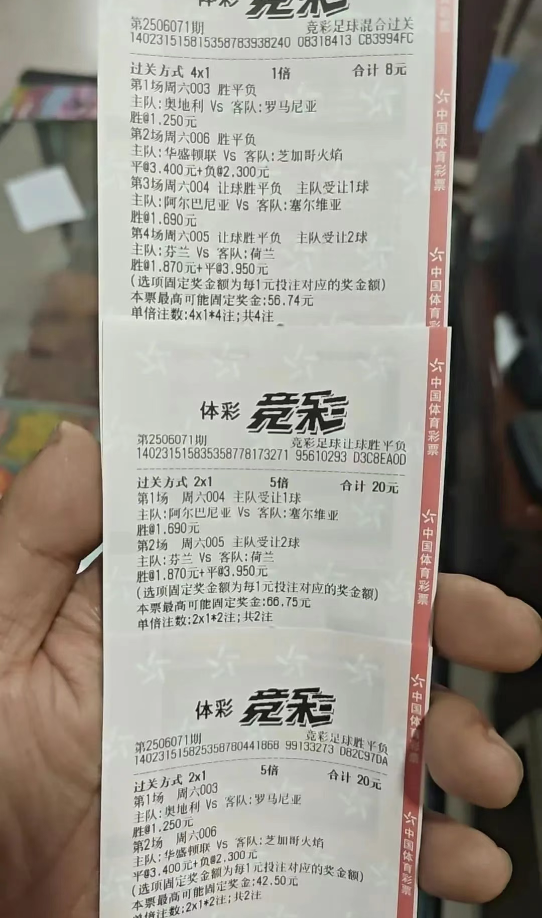 体彩 竞彩
第2506071期 竞彩足球混合过关
140231515815358783938240 08318413 CB3994FC
过关方式 4x1 1倍 合计 8元
第1场周六003 胜平负
主队:奥地利 Vs 客队:罗马尼亚
胜@1.250元
第2场周六006 胜平负
主队:华盛顿联 Vs 客队:芝加哥火焰
平@3.400元+负@2.300元
第3场周六004 让球胜平负 主队受让1球
主队:阿尔巴尼亚 Vs 客队:塞尔维亚
胜@1.690元
第4场周六005 让球胜平负 主队受让2球
主队:芬兰 Vs 客队:荷兰
胜@1.870元+平@3.950元
(选项固定奖金额为每1元投注对应的奖金额)
本票最高可能固定奖金:56.74元
单倍注数:4x1*4注;共4注
体彩 竞彩
第2506071期 竞彩足球让球胜平负
140231515835358778173271 95610293 D3C8EA0D
过关方式 2x1 5倍 合计 20元
第1场 周六004 主队受让1球
主队:阿尔巴尼亚 Vs 客队:塞尔维亚
胜@1.690元
第2场 周六005 主队受让2球
主队:芬兰 Vs 客队:荷兰
胜@1.870元+平@3.950元
(选项固定奖金额为每1元投注对应的奖金额)
本票最高可能固定奖金:66.75元
单倍注数:2x1*2注;共2注
体彩 竞彩
第2506071期 竞彩足球胜平负
140231515825358780441868 99133273 D82C97DA
过关方式 2x1 5倍 合计 20元
第1场 周六003
主队:奥地利 Vs 客队:罗马尼亚
胜@1.250元
第2场 周六006
主队:华盛顿联 Vs 客队:芝加哥火焰
平@3.400元+负@2.300元
(选项固定奖金额为每1元投注对应的奖金额)
本票最高可能固定奖金:42.50元
单倍注数:2x1*2注;共2注
中国体育彩票
中国体育
中国体育彩票
中国体育彩票
中国体育彩票
中国体育彩票